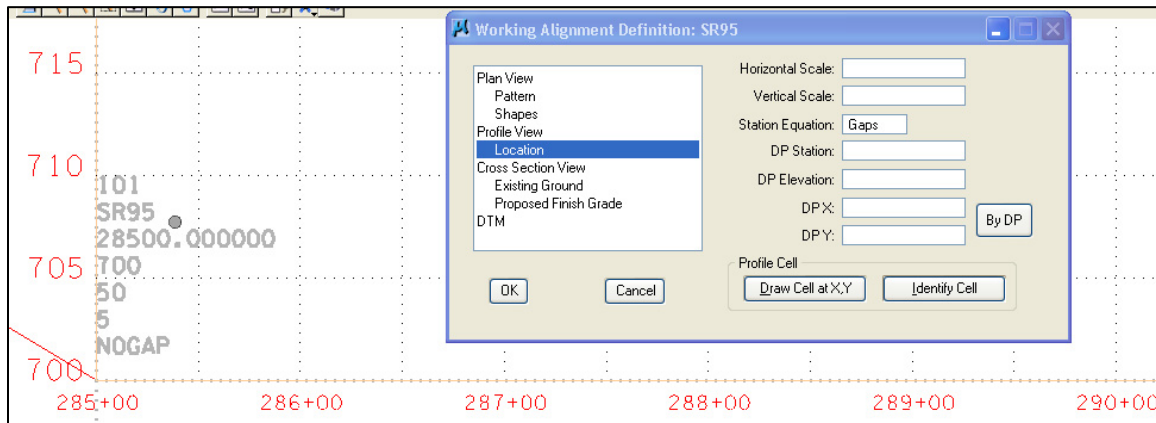 Working Alignment Definition: SR95
715
710
705
700
101
SR95
28500.000000
700
50
5
NOGAP
Plan View
Pattern
Shapes
Profile View
Location
Cross Section View
Existing Ground
Proposed Finish Grade
DTM
Horizontal Scale:
Vertical Scale:
Station Equation: Gaps
DP Station:
DP Elevation:
DP X:
DP Y:
By DP
Profile Cell
Draw Cell at X,Y Identify Cell
OK Cancel
285+00 286+00 287+00 288+00 289+00 290+00